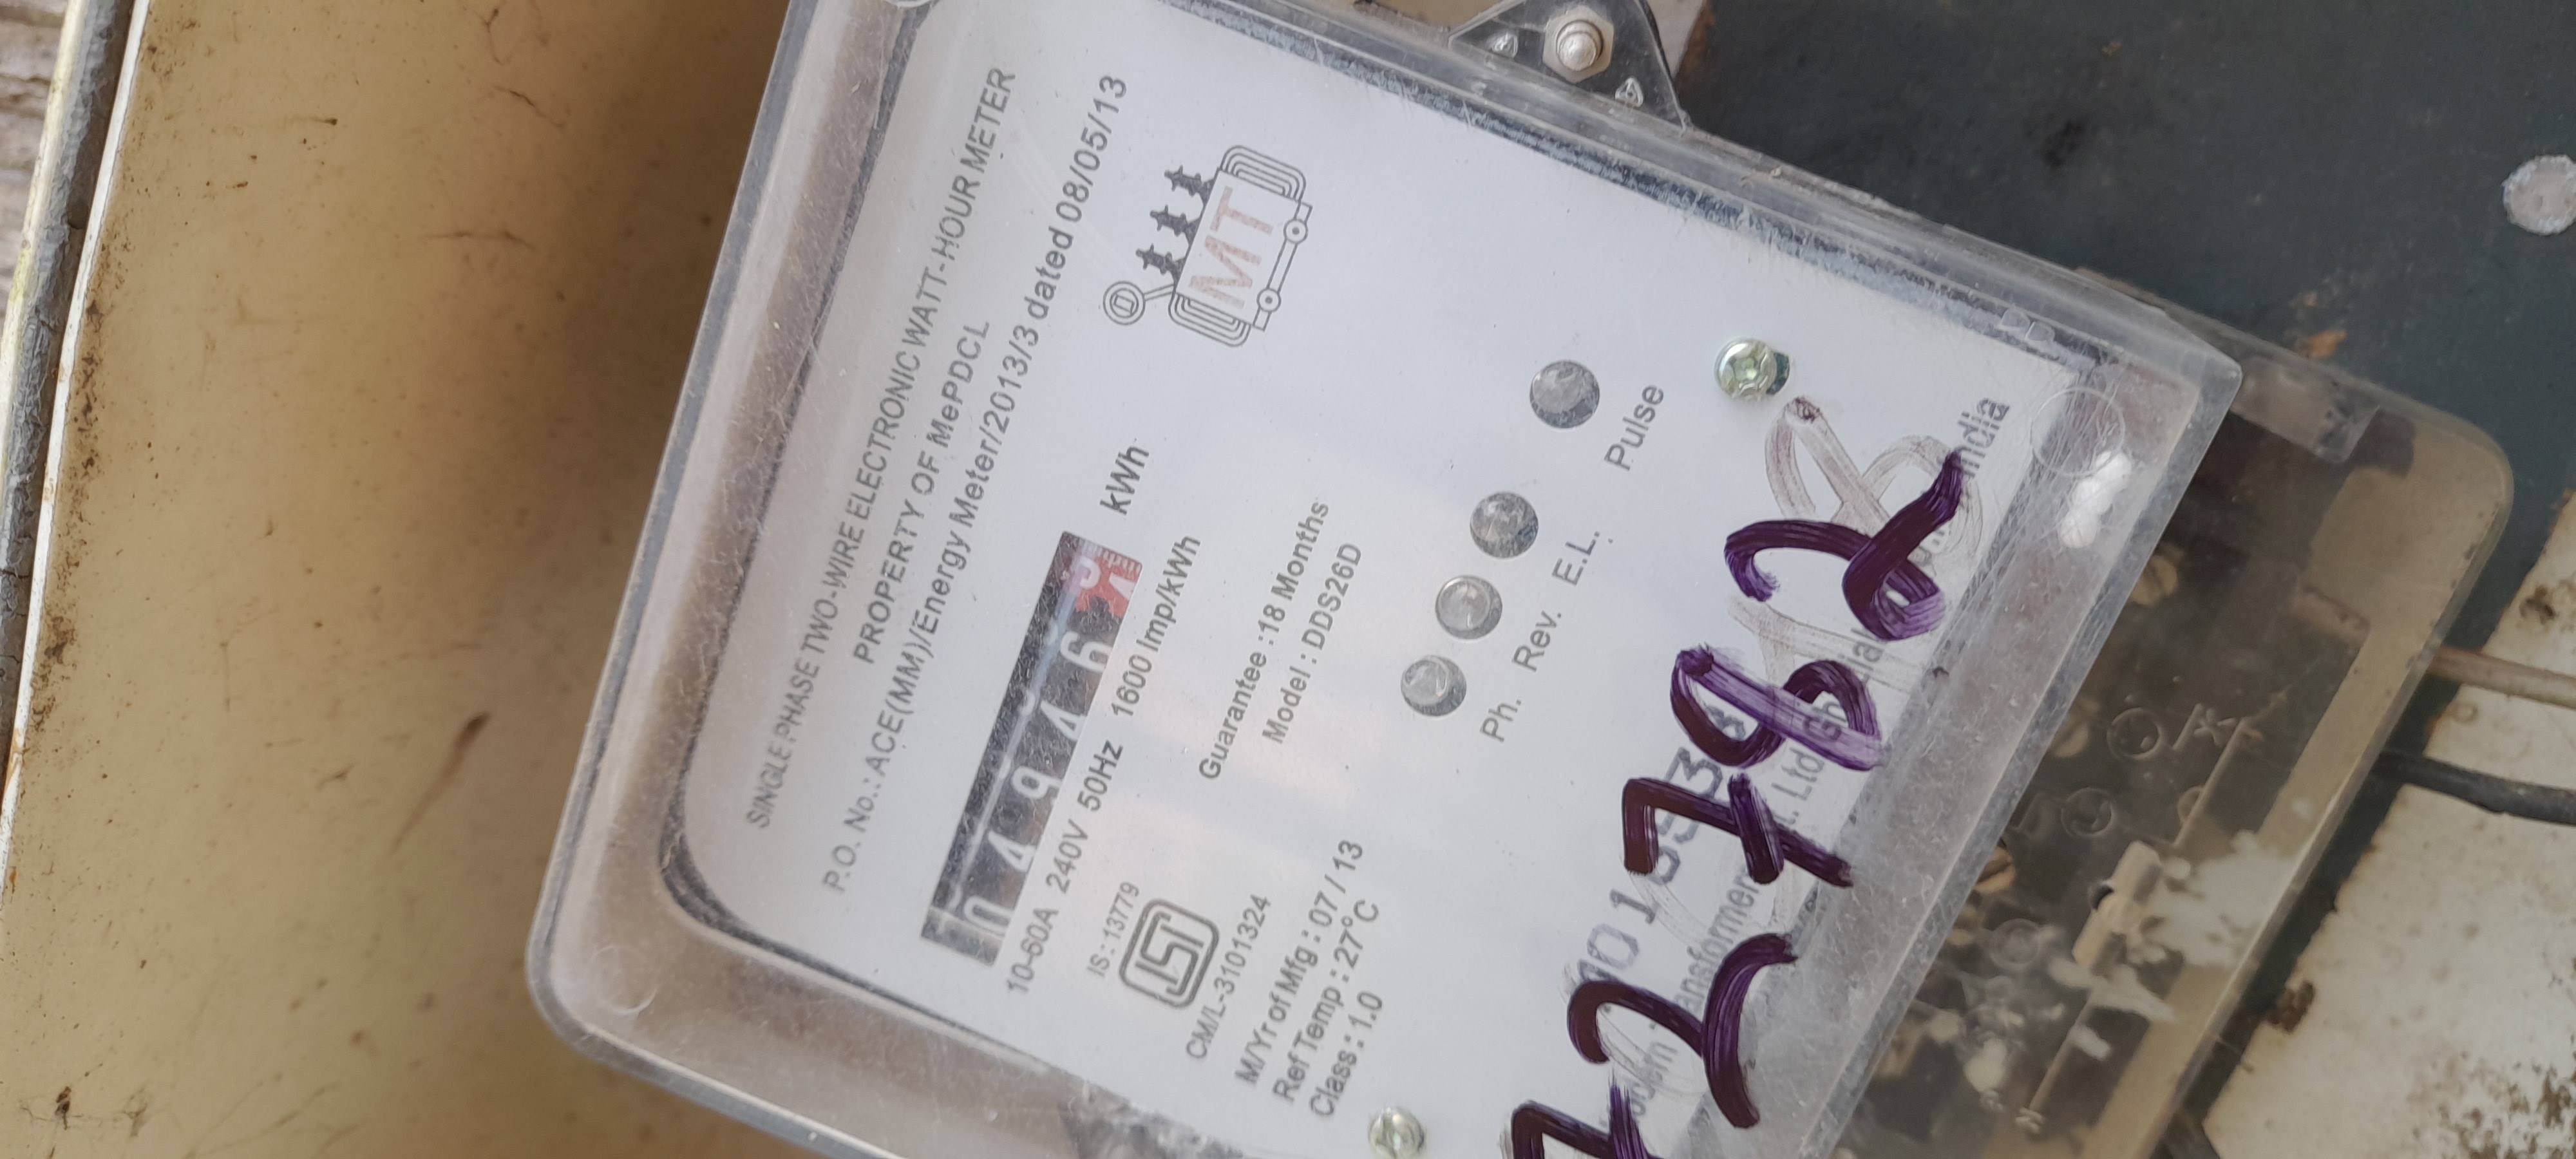 SINGLE PHASE TWO-WIRE ELECTRONIC WATT-HOUR METER
PROPERTY OF MePDCL
P.O. No.: ACE(MM)/Energy Meter/2013/3 dated 08/05/13
MT
04946 kWh
10-60A 240V 50Hz 1600 Imp/kWh
IS : 13779
ISI
CM/L-3101324
Guarantee :18 Months
Model : DDS26D
M/Yr of Mfg : 07 / 13
Ref Temp : 27°C
Class : 1.0
Ph. Rev. E.L. Pulse
Ltd.
India